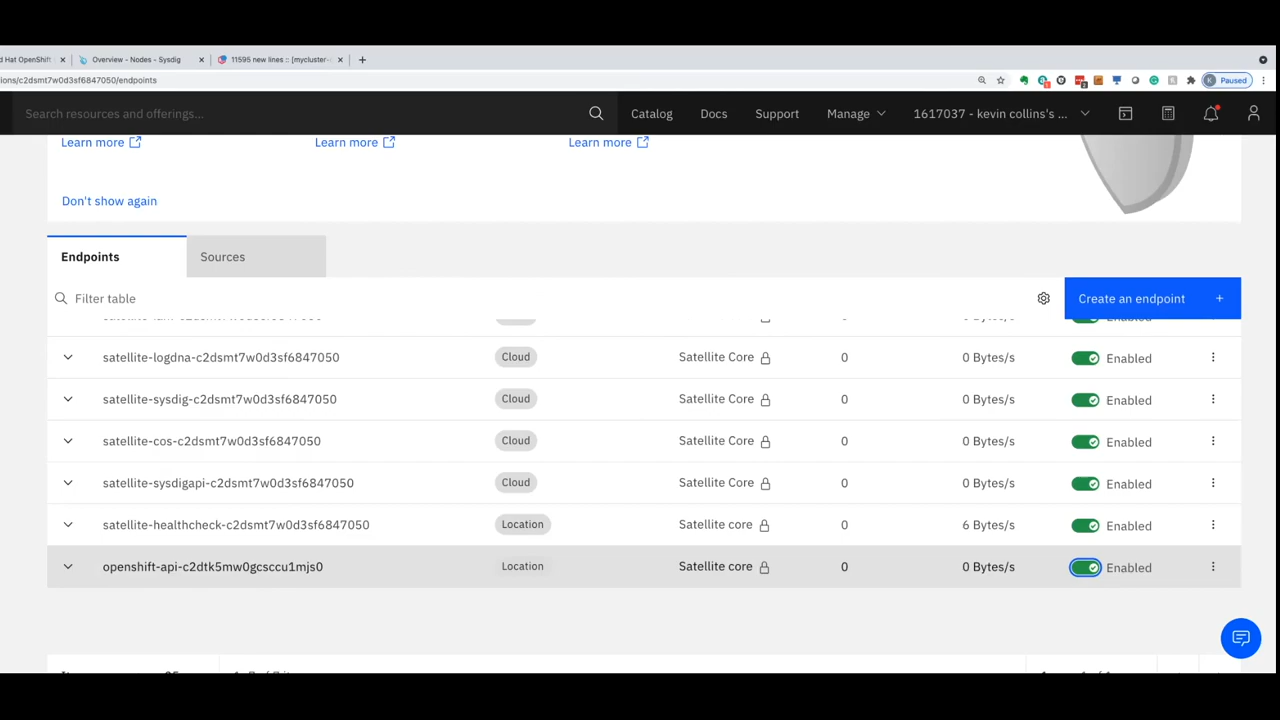 d Hat OpenShift
Overview - Nodes - Sysdig
11595 new lines :: [mycluster-
ions/c2dsmt7w0d3sf6847050/endpoints
K Paused
Search resources and offerings...
Catalog
Docs
Support
Manage
1617037 - kevin collins's ...
Learn more
Learn more
Learn more
Don't show again
Endpoints
Sources
Filter table
Create an endpoint +
Enabled
satellite-logdna-c2dsmt7w0d3sf6847050 Cloud Satellite Core 0 0 Bytes/s Enabled
satellite-sysdig-c2dsmt7w0d3sf6847050 Cloud Satellite Core 0 0 Bytes/s Enabled
satellite-cos-c2dsmt7w0d3sf6847050 Cloud Satellite Core 0 0 Bytes/s Enabled
satellite-sysdigapi-c2dsmt7w0d3sf6847050 Cloud Satellite Core 0 0 Bytes/s Enabled
satellite-healthcheck-c2dsmt7w0d3sf6847050 Location Satellite core 0 6 Bytes/s Enabled
openshift-api-c2dtk5mw0gcsccu1mjs0 Location Satellite core 0 0 Bytes/s Enabled